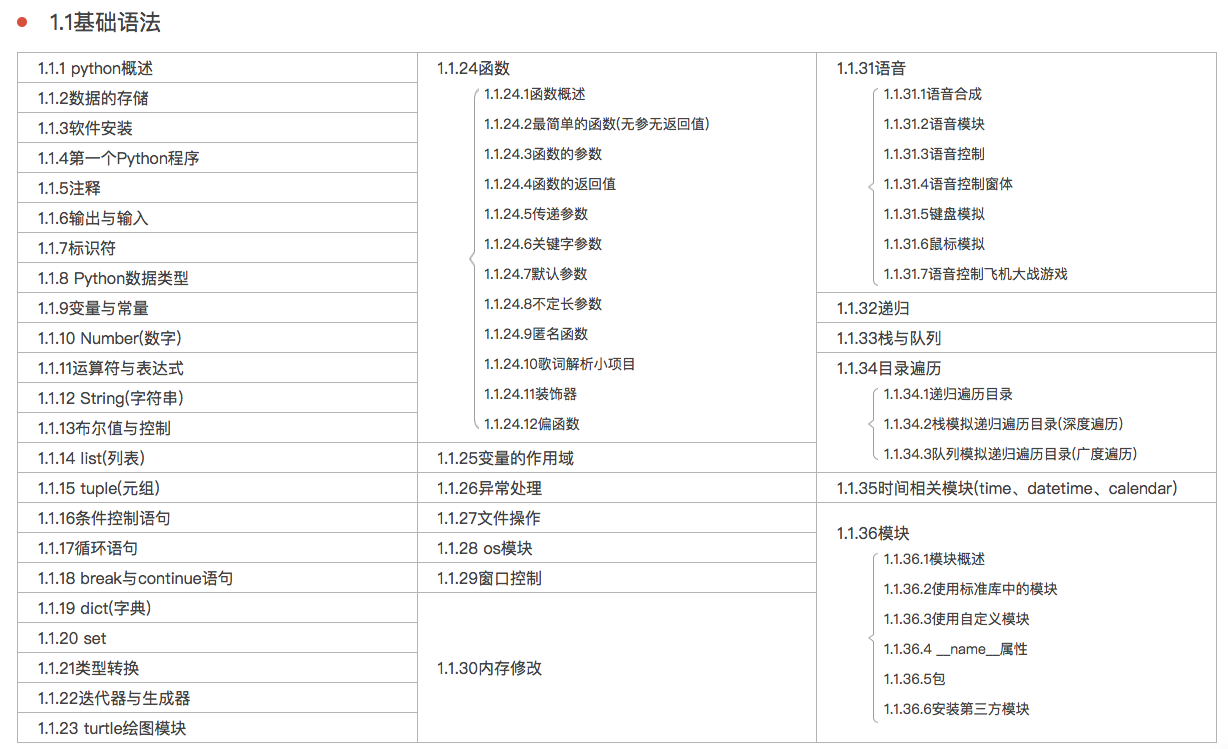 1.1基础语法
1.1.1 python概述
1.1.2数据的存储
1.1.3软件安装
1.1.4第一个Python程序
1.1.5注释
1.1.6输出与输入
1.1.7标识符
1.1.8 Python数据类型
1.1.9变量与常量
1.1.10 Number(数字)
1.1.11运算符与表达式
1.1.12 String(字符串)
1.1.13布尔值与控制
1.1.14 list(列表)
1.1.15 tuple(元组)
1.1.16条件控制语句
1.1.17循环语句
1.1.18 break与continue语句
1.1.19 dict(字典)
1.1.20 set
1.1.21类型转换
1.1.22迭代器与生成器
1.1.23 turtle绘图模块
1.1.24函数
1.1.24.1函数概述
1.1.24.2最简单的函数(无参无返回值)
1.1.24.3函数的参数
1.1.24.4函数的返回值
1.1.24.5传递参数
1.1.24.6关键字参数
1.1.24.7默认参数
1.1.24.8不定长参数
1.1.24.9匿名函数
1.1.24.10歌词解析小项目
1.1.24.11装饰器
1.1.24.12偏函数
1.1.25变量的作用域
1.1.26异常处理
1.1.27文件操作
1.1.28 os模块
1.1.29窗口控制
1.1.30内存修改
1.1.31语音
1.1.31.1语音合成
1.1.31.2语音模块
1.1.31.3语音控制
1.1.31.4语音控制窗体
1.1.31.5键盘模拟
1.1.31.6鼠标模拟
1.1.31.7语音控制飞机大战游戏
1.1.32递归
1.1.33栈与队列
1.1.34目录遍历
1.1.34.1递归遍历目录
1.1.34.2栈模拟递归遍历目录(深度遍历)
1.1.34.3队列模拟递归遍历目录(广度遍历)
1.1.35时间相关模块(time、datetime、calendar)
1.1.36模块
1.1.36.1模块概述
1.1.36.2使用标准库中的模块
1.1.36.3使用自定义模块
1.1.36.4 __name__属性
1.1.36.5包
1.1.36.6安装第三方模块